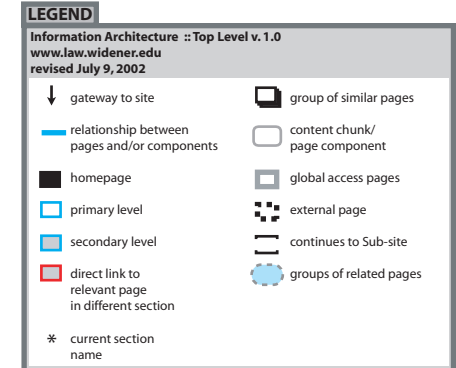 LEGEND
Information Architecture :: Top Level v. 1.0
www.law.widener.edu
revised July 9, 2002
gateway to site
relationship between
pages and/or components
homepage
primary level
secondary level
direct link to
relevant page
in different section
* current section
name
group of similar pages
content chunk/
page component
global access pages
external page
continues to Sub-site
groups of related pages